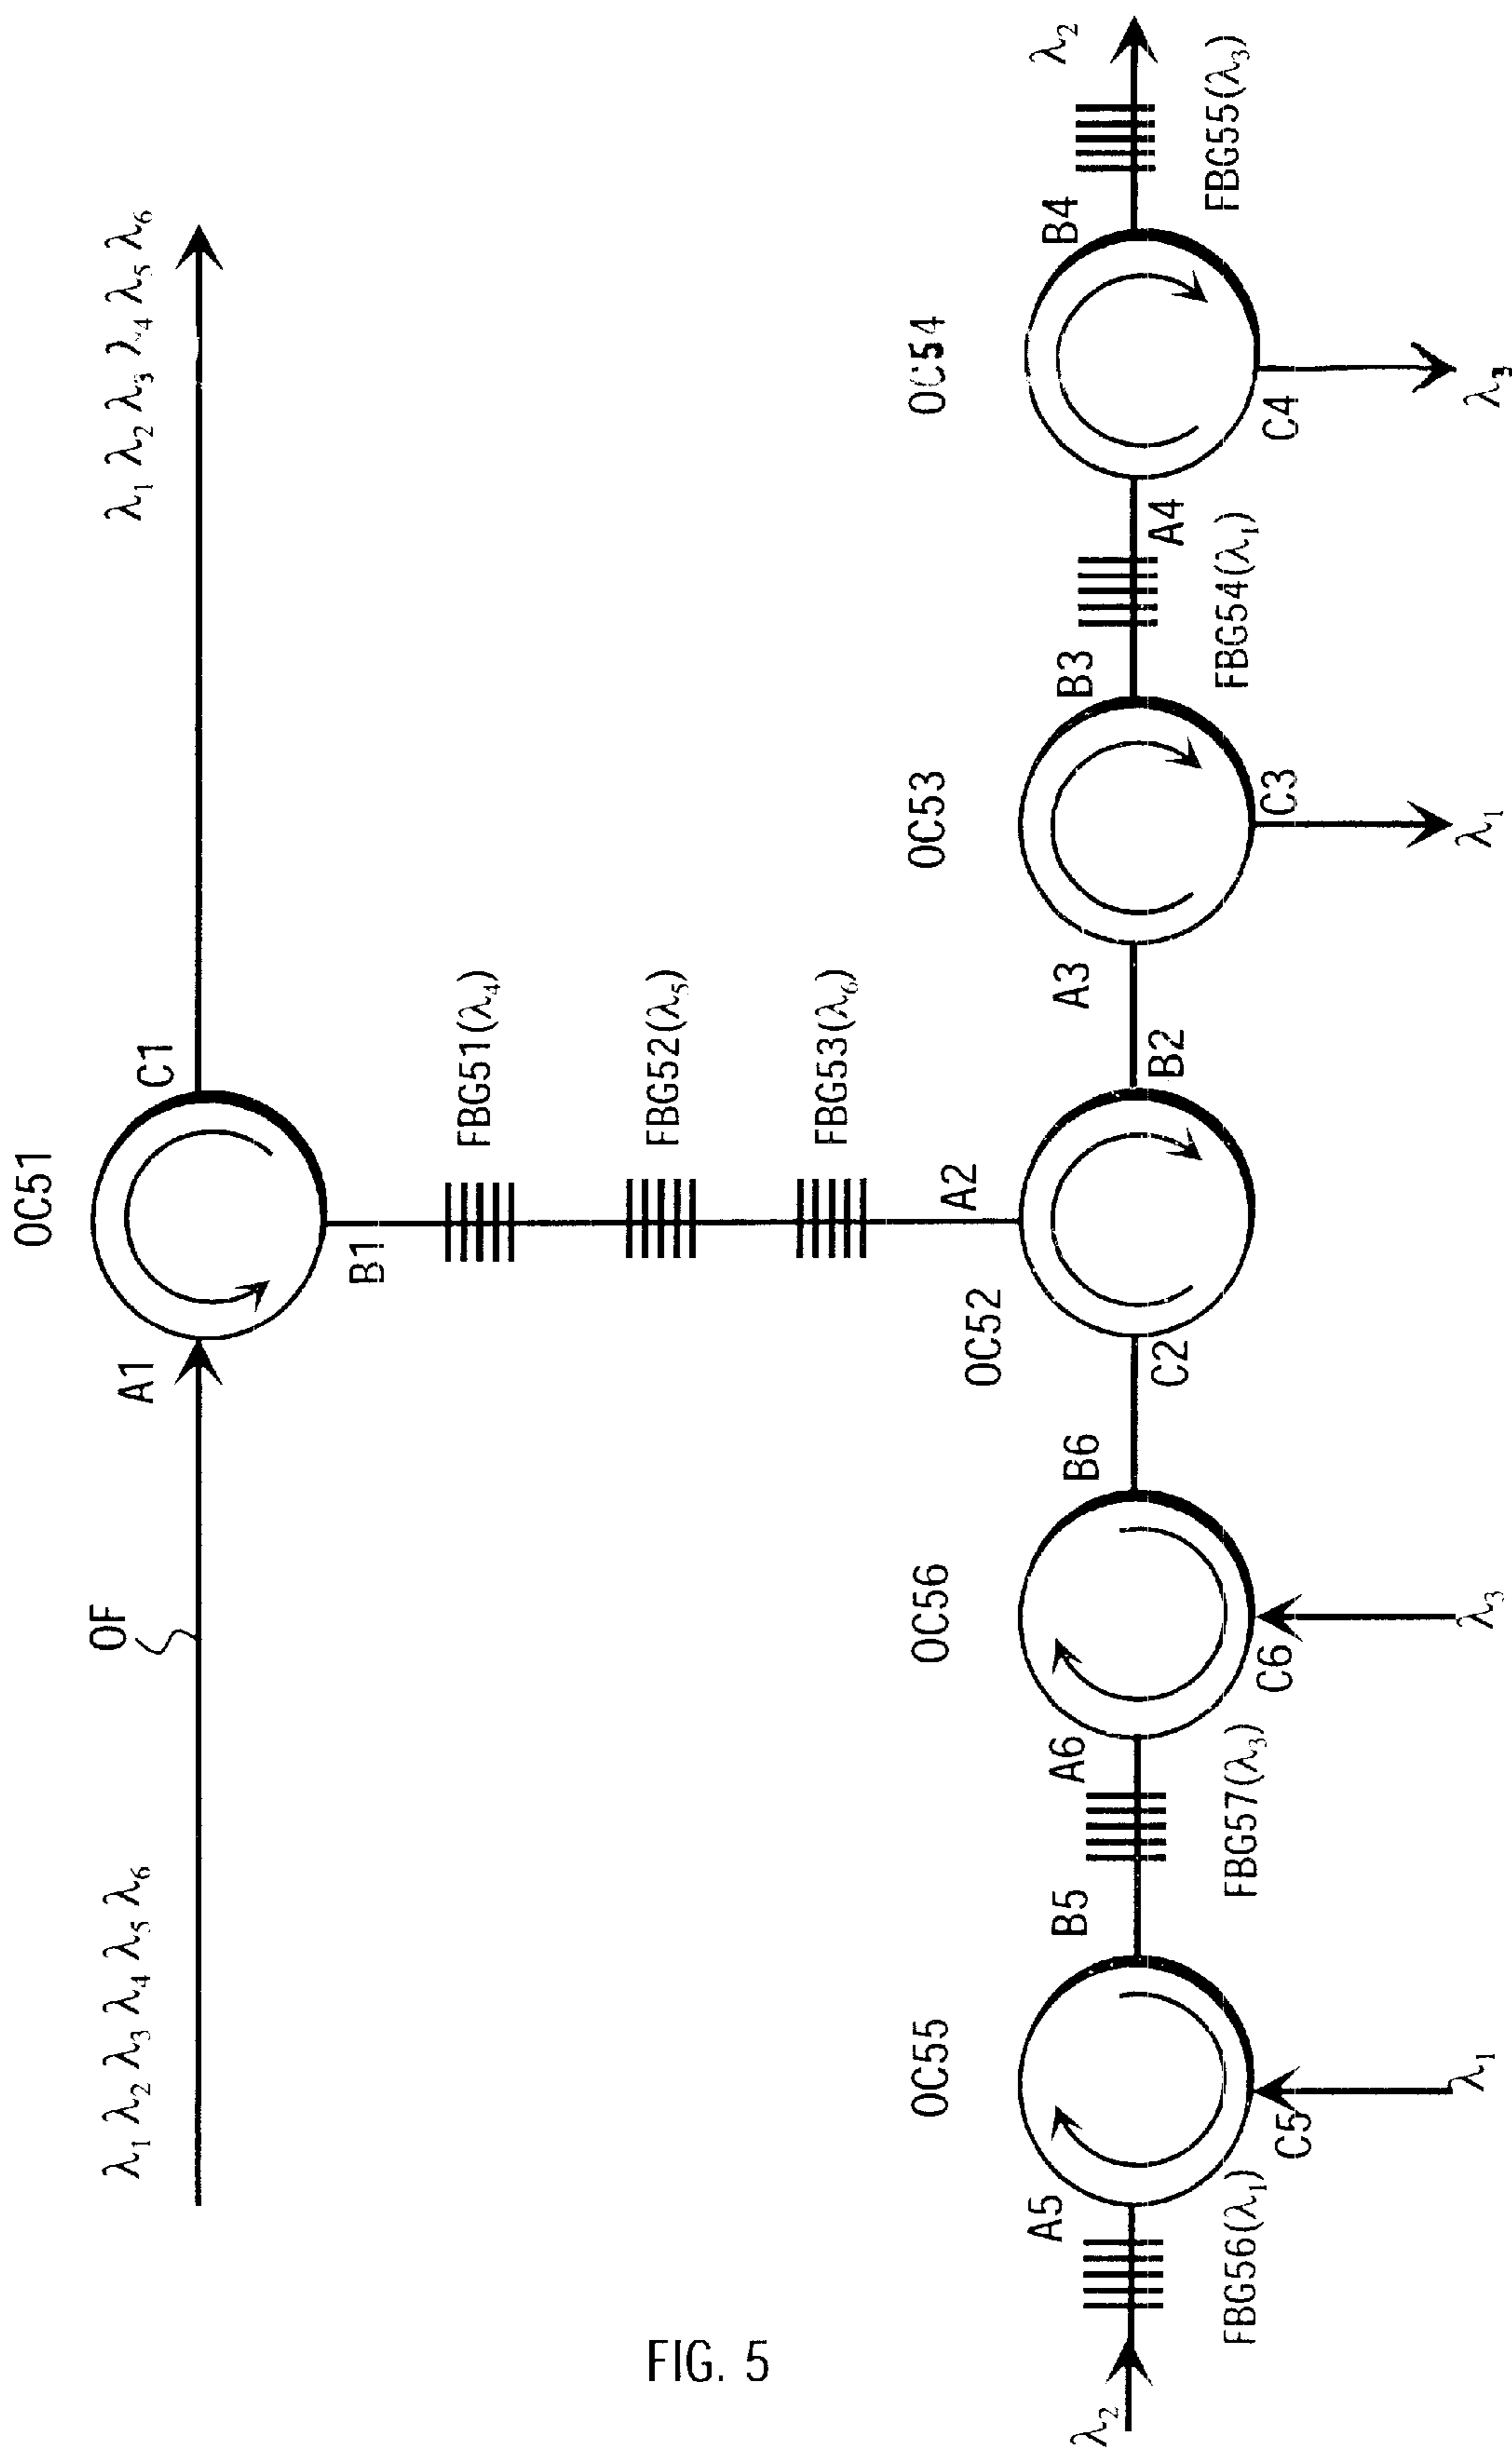 FIG. 5
OF
λ₁ λ₂ λ₃ λ₄ λ₅ λ₆
A1
OC51
C1
λ₁ λ₂ λ₃ λ₄ λ₅ λ₆
B1
FBG51(λ₄)
FBG52(λ₅)
FBG53(λ₆)
A2
λ₂
A5
FBG56(λ₁)
OC55
C5
λ₁
B5
FBG57(λ₃)
A6
OC56
C6
λ₃
B6
C2
OC52
B2
A3
OC53
C3
λ₁
B3
FBG54(λ₁)
A4
OC54
C4
λ₃
B4
FBG55(λ₃)
λ₂